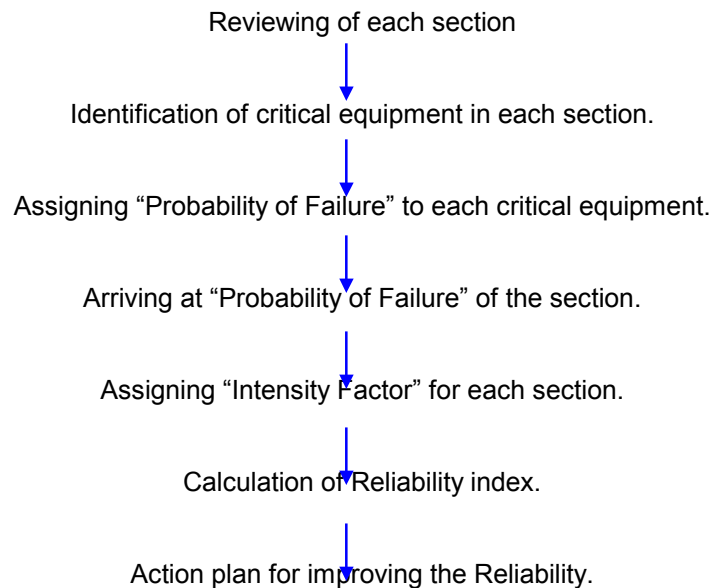 Reviewing of each section
Identification of critical equipment in each section.
Assigning “Probability of Failure” to each critical equipment.
Arriving at “Probability of Failure” of the section.
Assigning “Intensity Factor” for each section.
Calculation of Reliability index.
Action plan for improving the Reliability.